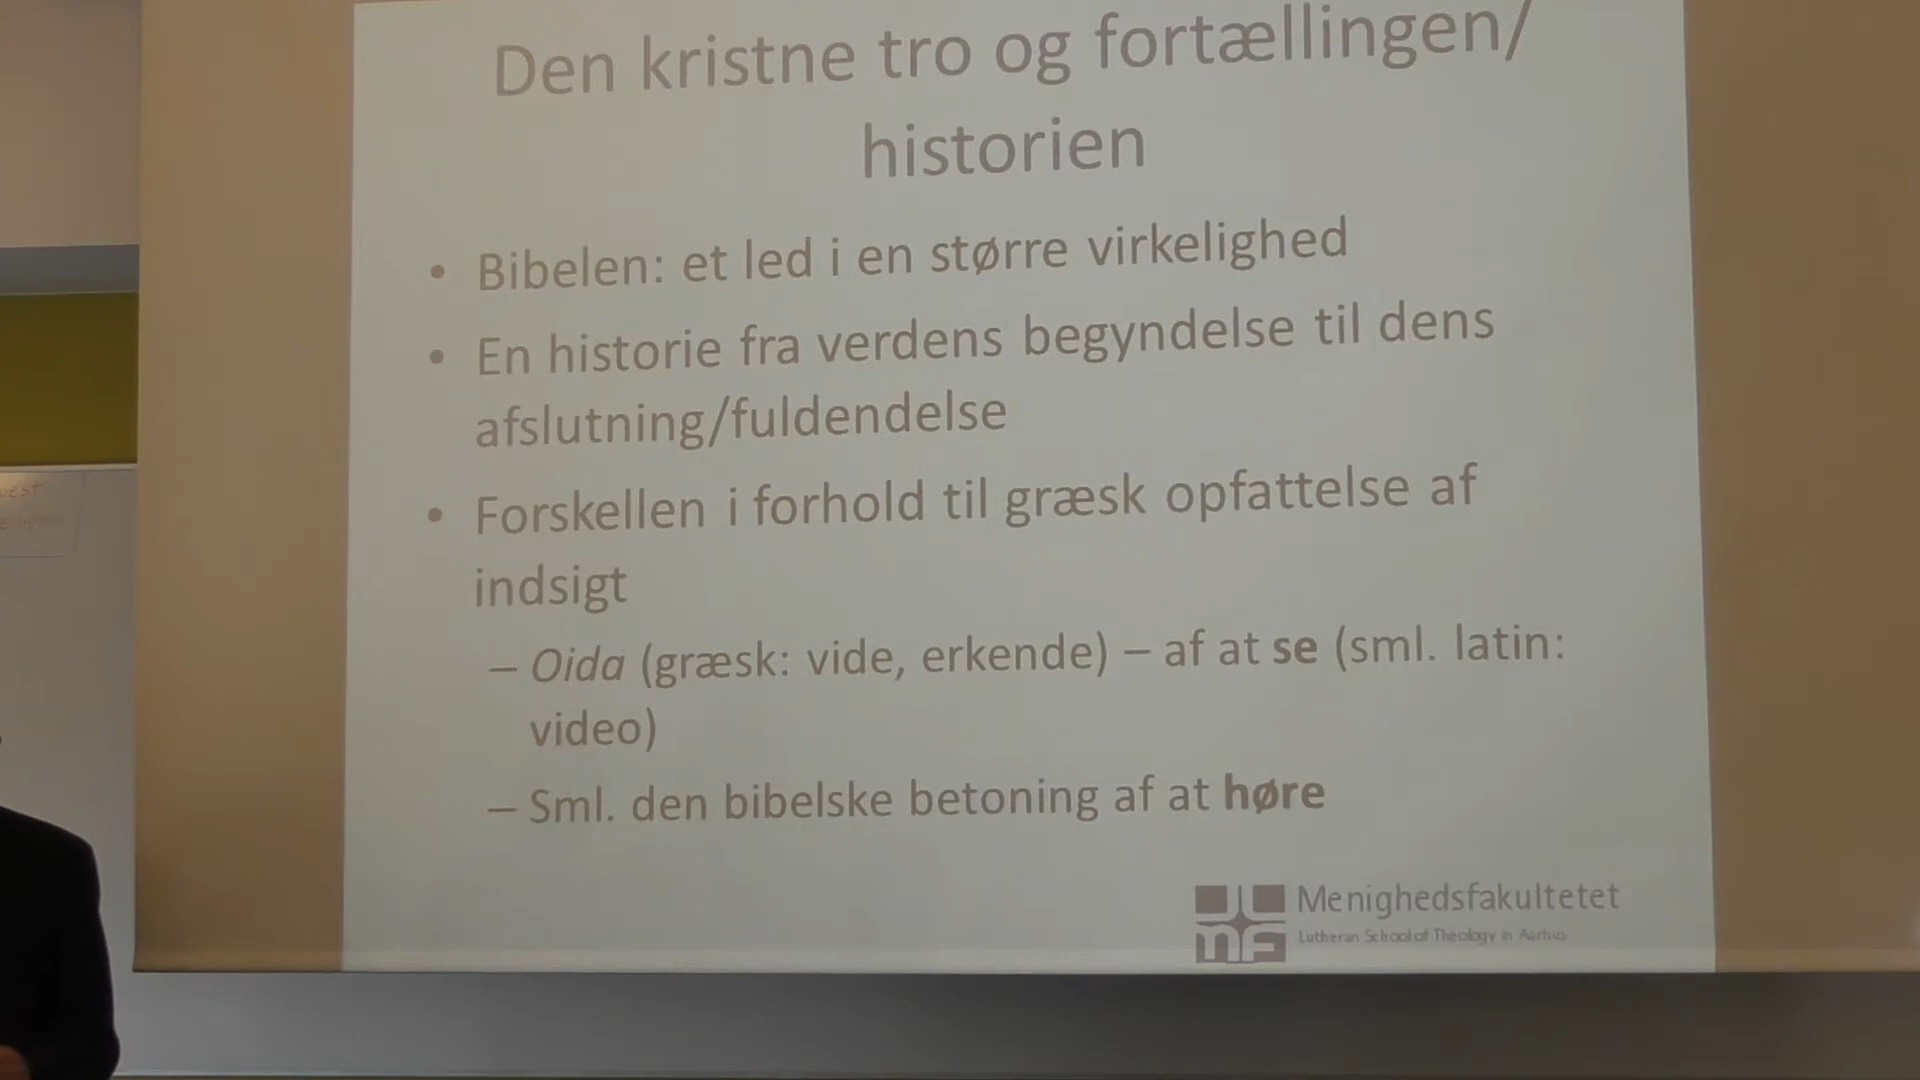 Den kristne tro og fortællingen/
historien
• Bibelen: et led i en større virkelighed
• En historie fra verdens begyndelse til dens
afslutning/fuldendelse
• Forskellen i forhold til græsk opfattelse af
indsigt
– Oida (græsk: vide, erkende) – af at se (sml. latin:
video)
– Sml. den bibelske betoning af at høre
Menighedsfakultetet
Lutheran School of Theology in Aarhus